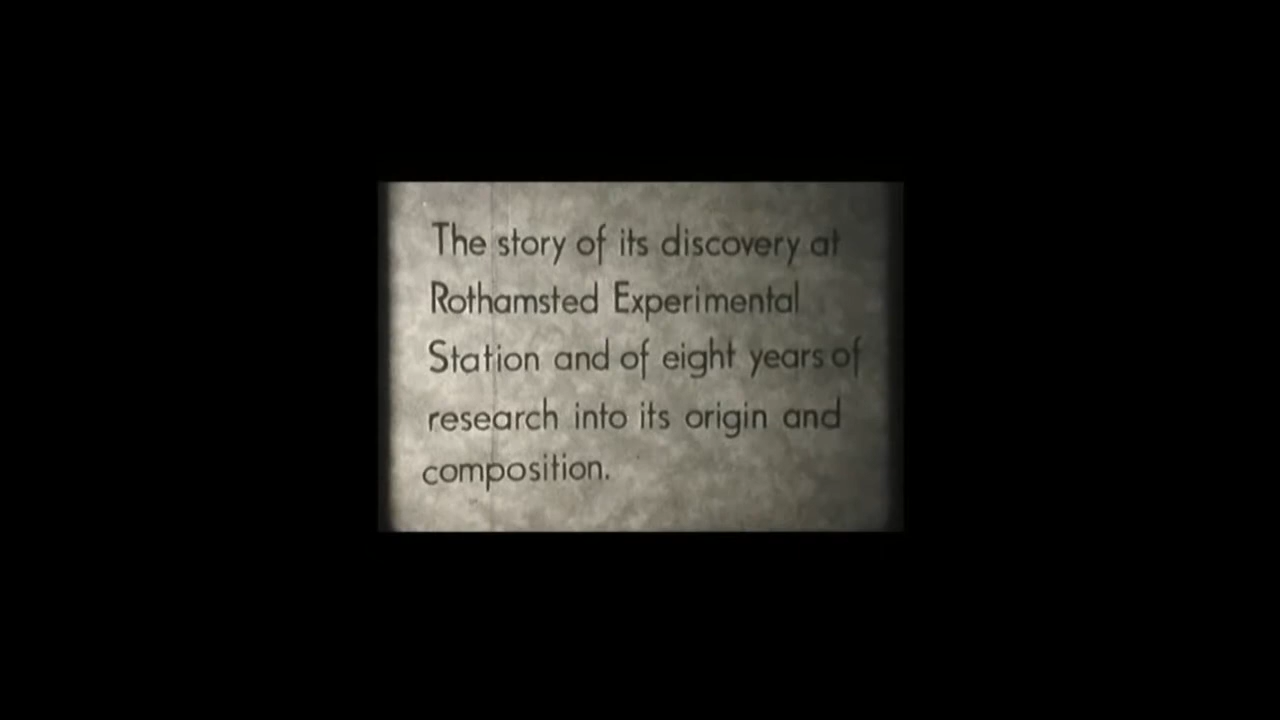 The story of its discovery at
Rothamsted Experimental
Station and of eight years of
research into its origin and
composition.